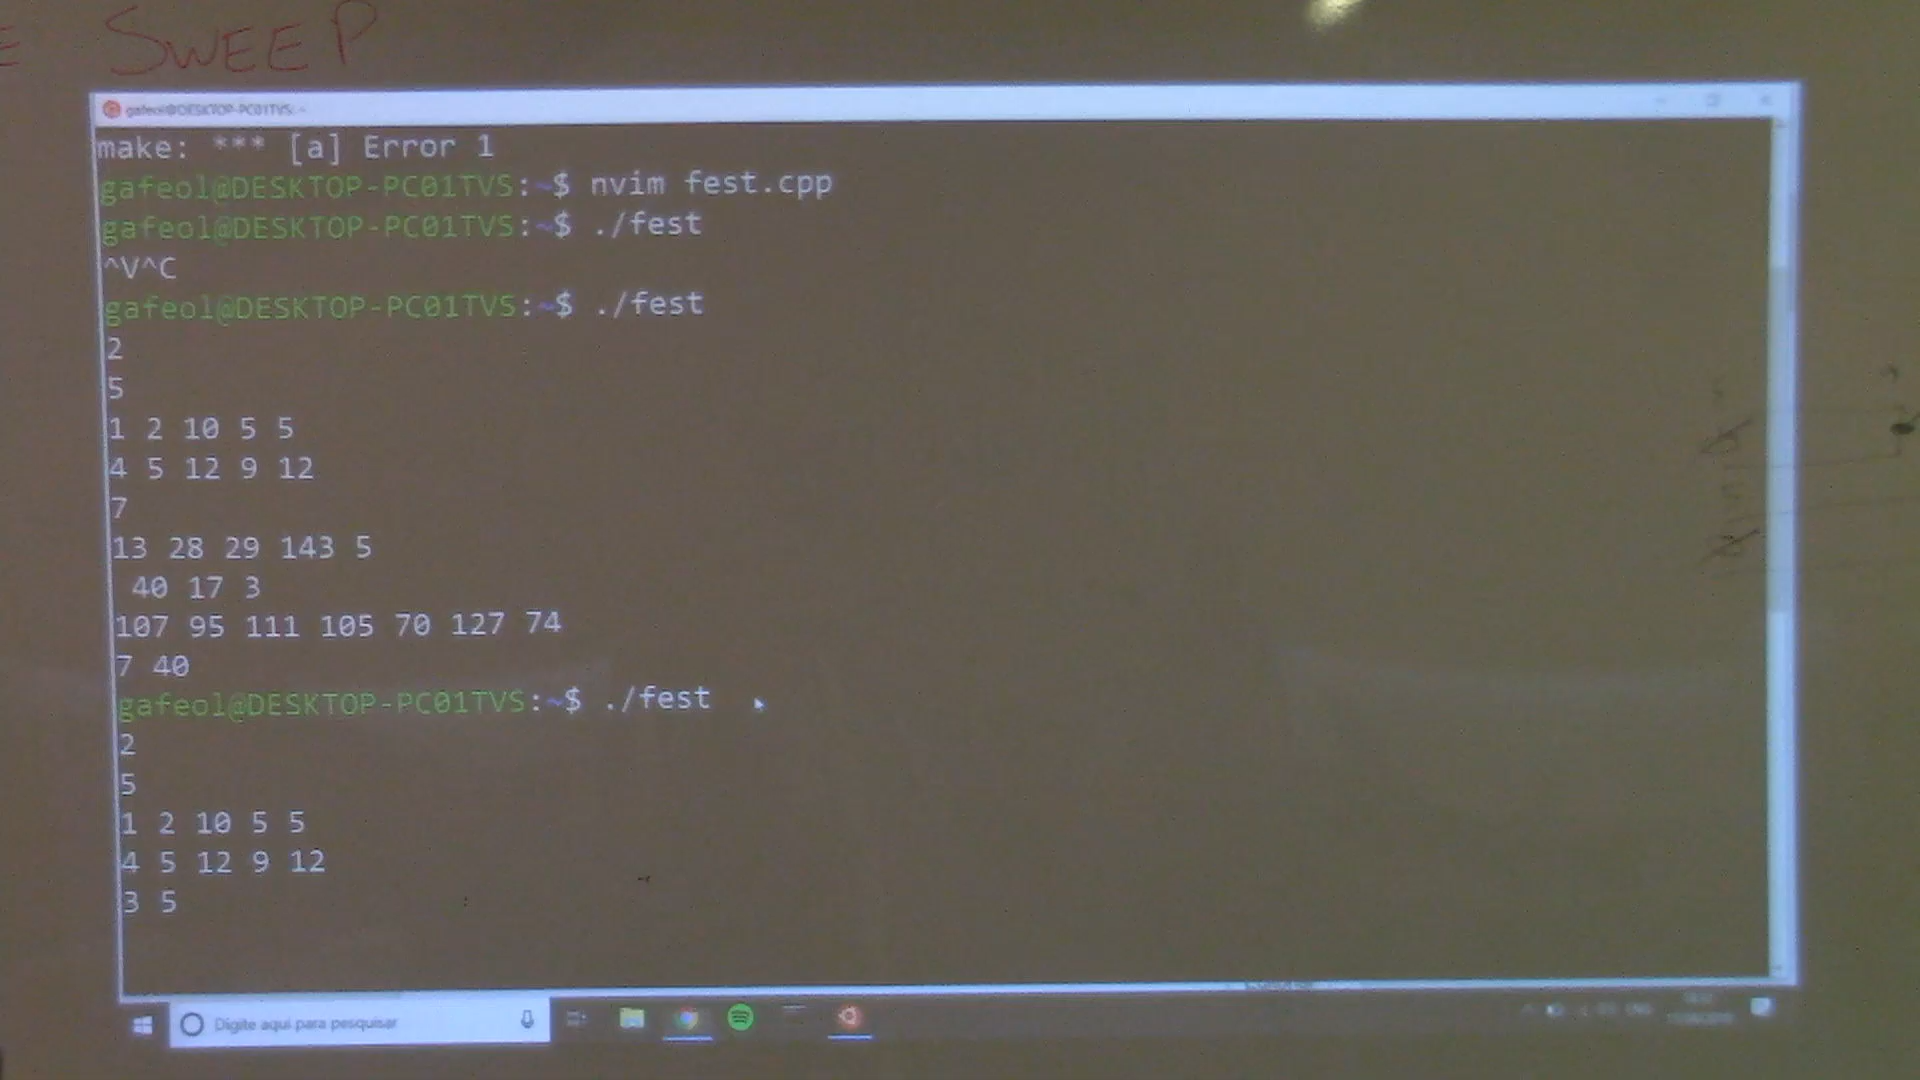 E SWEEP
gafeol@DESKTOP-PC01TVS: ~
make: *** [a] Error 1
gafeol@DESKTOP-PC01TVS:~$ nvim fest.cpp
gafeol@DESKTOP-PC01TVS:~$ ./fest
^V^C
gafeol@DESKTOP-PC01TVS:~$ ./fest
2
5
1 2 10 5 5
4 5 12 9 12
7
13 28 29 143 5
 40 17 3
107 95 111 105 70 127 74
7 40
gafeol@DESKTOP-PC01TVS:~$ ./fest
2
5
1 2 10 5 5
4 5 12 9 12
3 5
Digite aqui para pesquisar